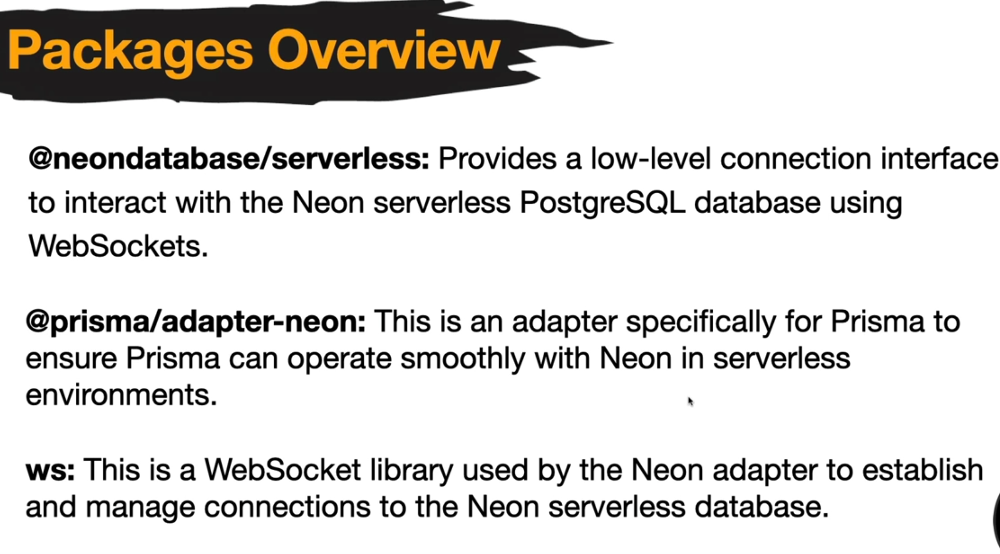 Packages Overview
@neondatabase/serverless: Provides a low-level connection interface
to interact with the Neon serverless PostgreSQL database using
WebSockets.
@prisma/adapter-neon: This is an adapter specifically for Prisma to
ensure Prisma can operate smoothly with Neon in serverless
environments.
ws: This is a WebSocket library used by the Neon adapter to establish
and manage connections to the Neon serverless database.